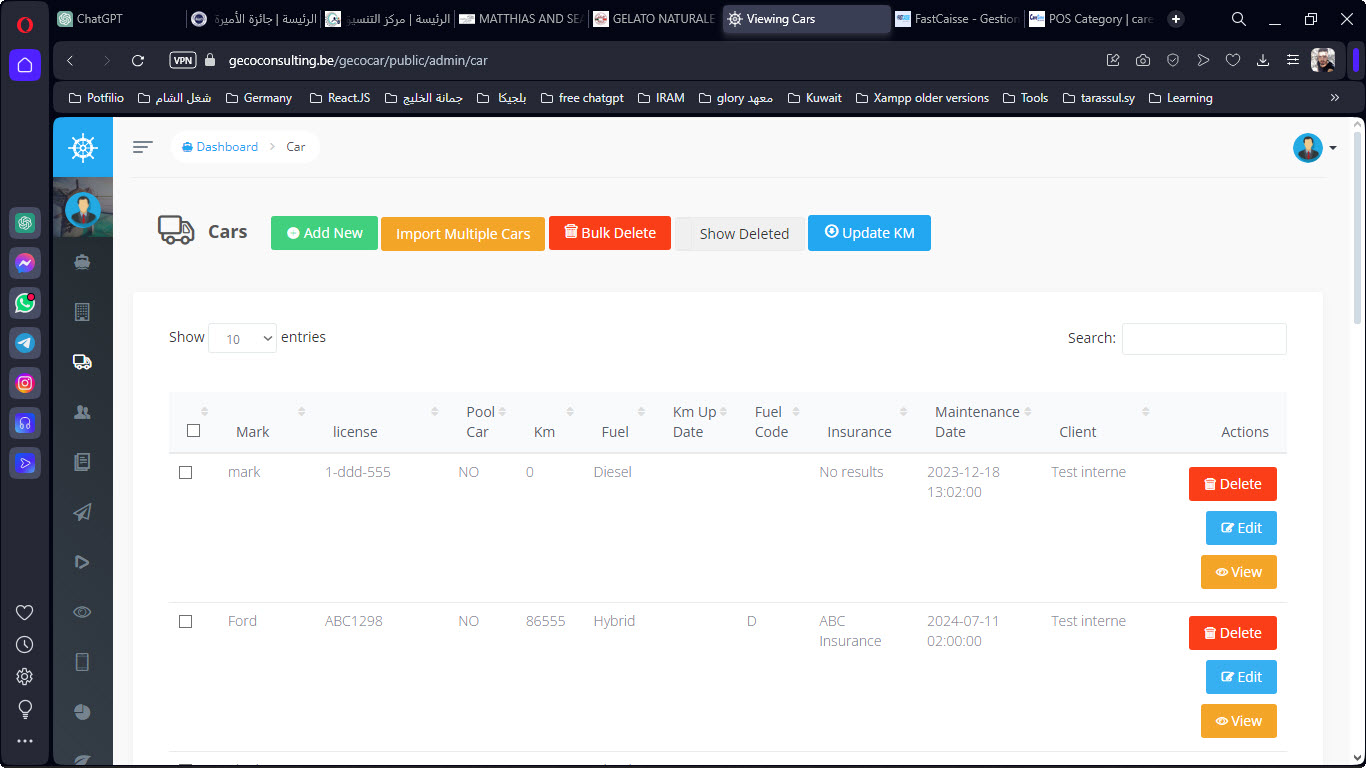 ChatGPT
الرئيسة | جائزة الأميرة
الرئيسة | مركز التنسيق
MATTHIAS AND SEA
GELATO NATURALE
Viewing Cars
FastCaisse - Gestion
POS Category | care
VPN
gecoconsulting.be/gecocar/public/admin/car
Potfilio
شغل الشام
Germany
React.JS
جمانة الخليج
بلجيكا
free chatgpt
IRAM
معهد glory
Kuwait
Xampp older versions
Tools
tarassul.sy
Learning
Dashboard > Car
Cars
Add New
Import Multiple Cars
Bulk Delete
Show Deleted
Update KM
Show 10 entries
Search:
Mark license Pool Car Km Fuel Km Up Date Fuel Code Insurance Maintenance Date Client Actions
mark 1-ddd-555 NO 0 Diesel No results 2023-12-18 13:02:00 Test interne
Delete
Edit
View
Ford ABC1298 NO 86555 Hybrid D ABC Insurance 2024-07-11 02:00:00 Test interne
Delete
Edit
View